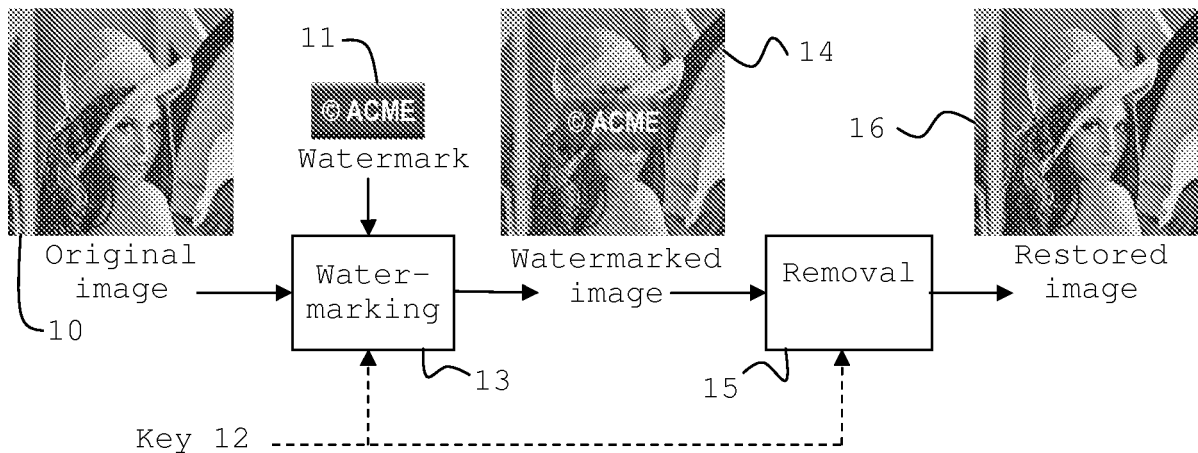 11
14
© ACME
© ACME
16
Watermark
Original
image
Water-
marking
Watermarked
image
Removal
Restored
image
10
13
15
Key 12